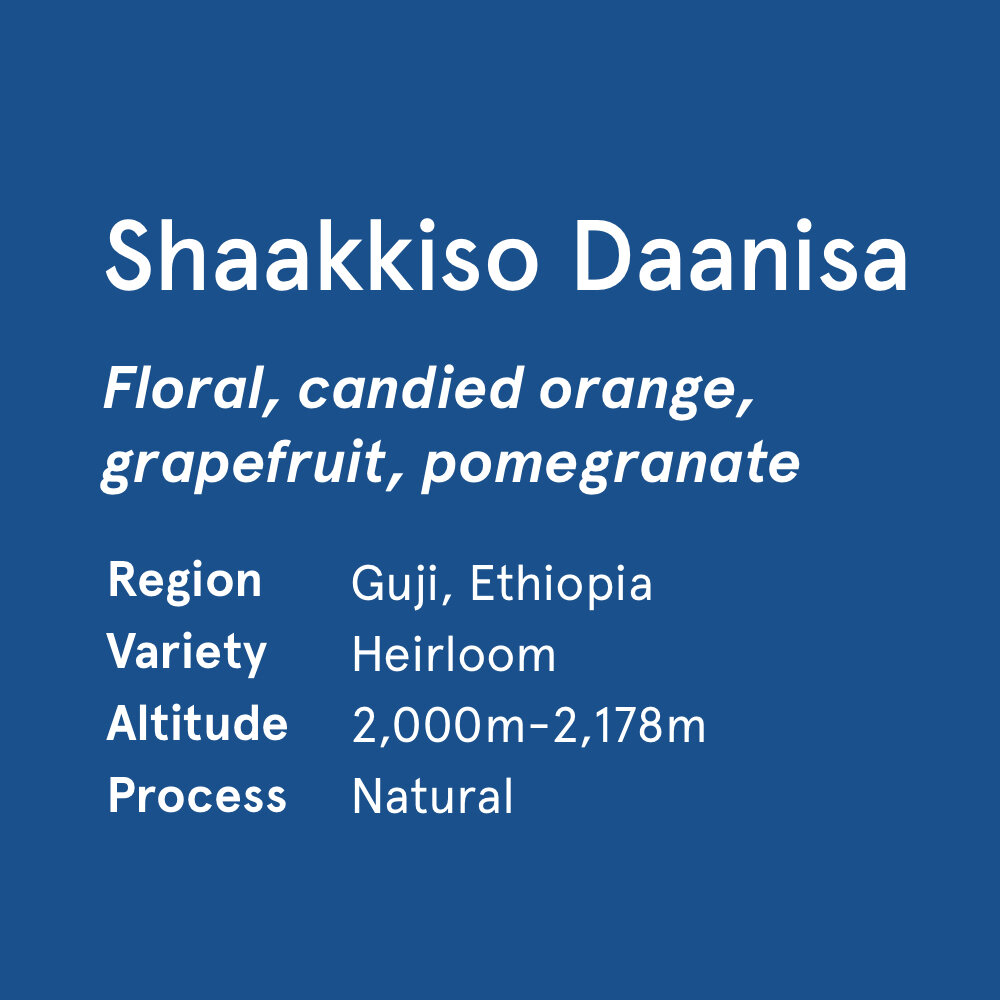 Shaakkiso Daanisa
Floral, candied orange,
grapefruit, pomegranate
Region Guji, Ethiopia
Variety Heirloom
Altitude 2,000m-2,178m
Process Natural